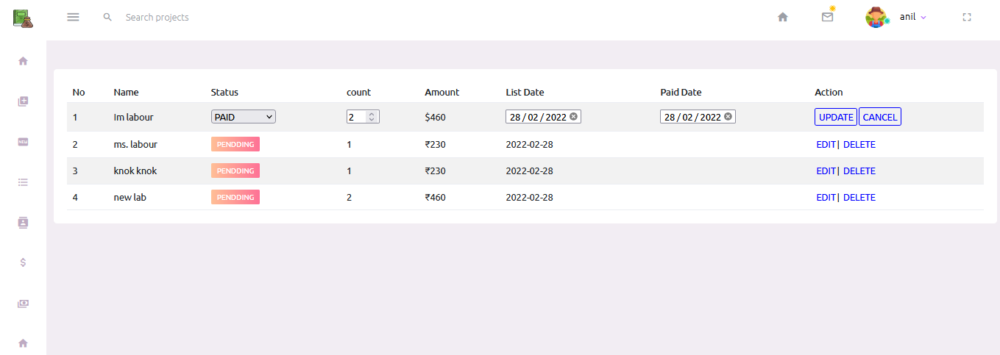 Search projects
anil
No Name Status count Amount List Date Paid Date Action
1 Im labour PAID 2 $460 28 / 02 / 2022 28 / 02 / 2022 UPDATE CANCEL
2 ms. labour PENDDING 1 ₹230 2022-02-28 EDIT | DELETE
3 knok knok PENDDING 1 ₹230 2022-02-28 EDIT | DELETE
4 new lab PENDDING 2 ₹460 2022-02-28 EDIT | DELETE
NEW
$